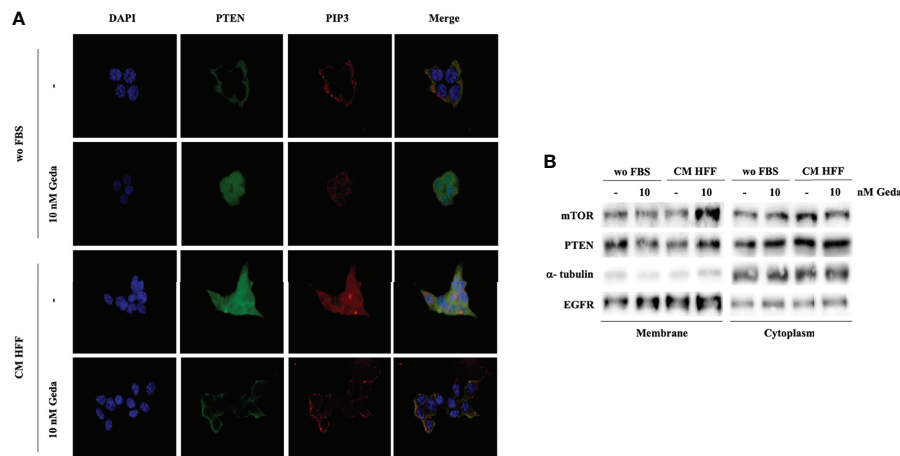 A
DAPI PTEN PIP3 Merge
wo FBS
-
10 nM Geda
CM HFF
-
10 nM Geda
B
wo FBS CM HFF wo FBS CM HFF
- 10 - 10 - 10 - 10 nM Geda
mTOR
PTEN
α- tubulin
EGFR
Membrane Cytoplasm